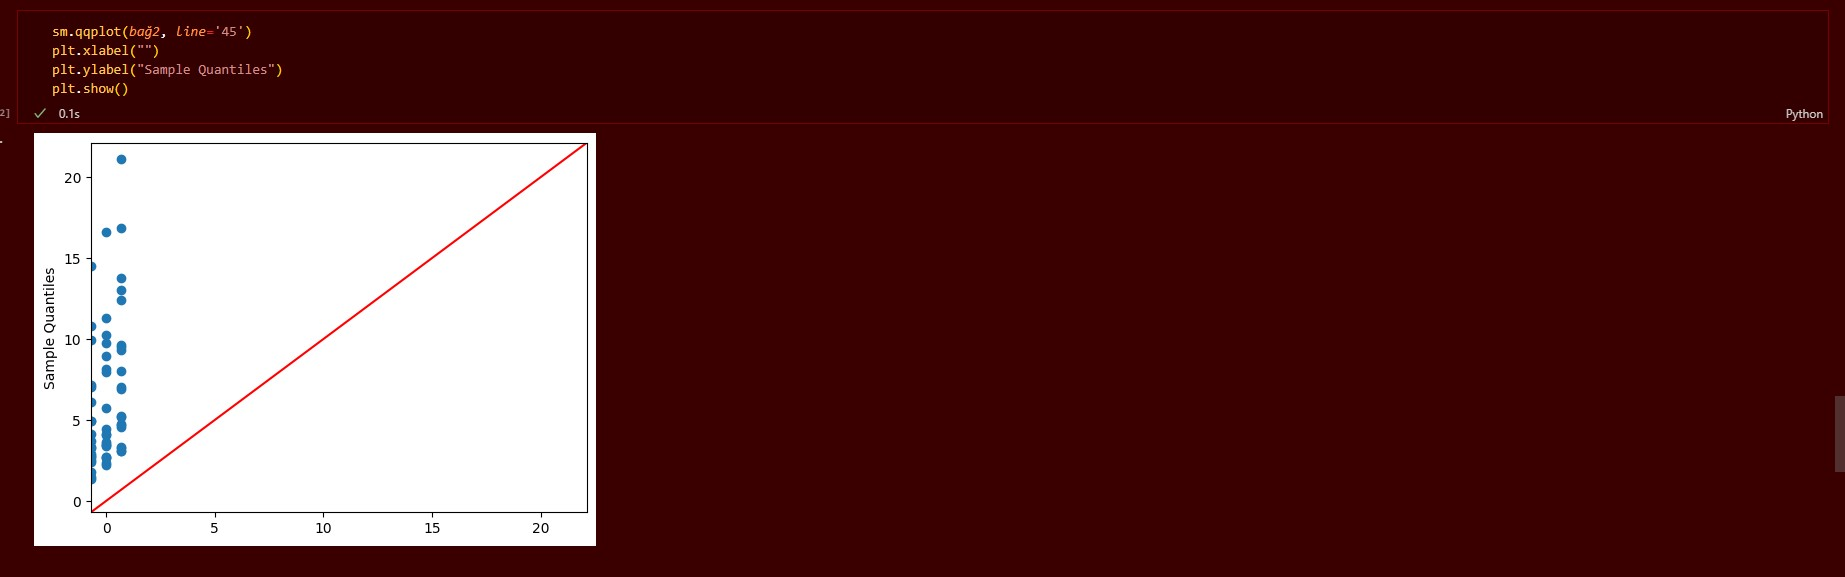 sm.qqplot(bağ2, line='45')
plt.xlabel("")
plt.ylabel("Sample Quantiles")
plt.show()
2]
0.1s
Python
Sample Quantiles
20
15
10
5
0
0
5
10
15
20